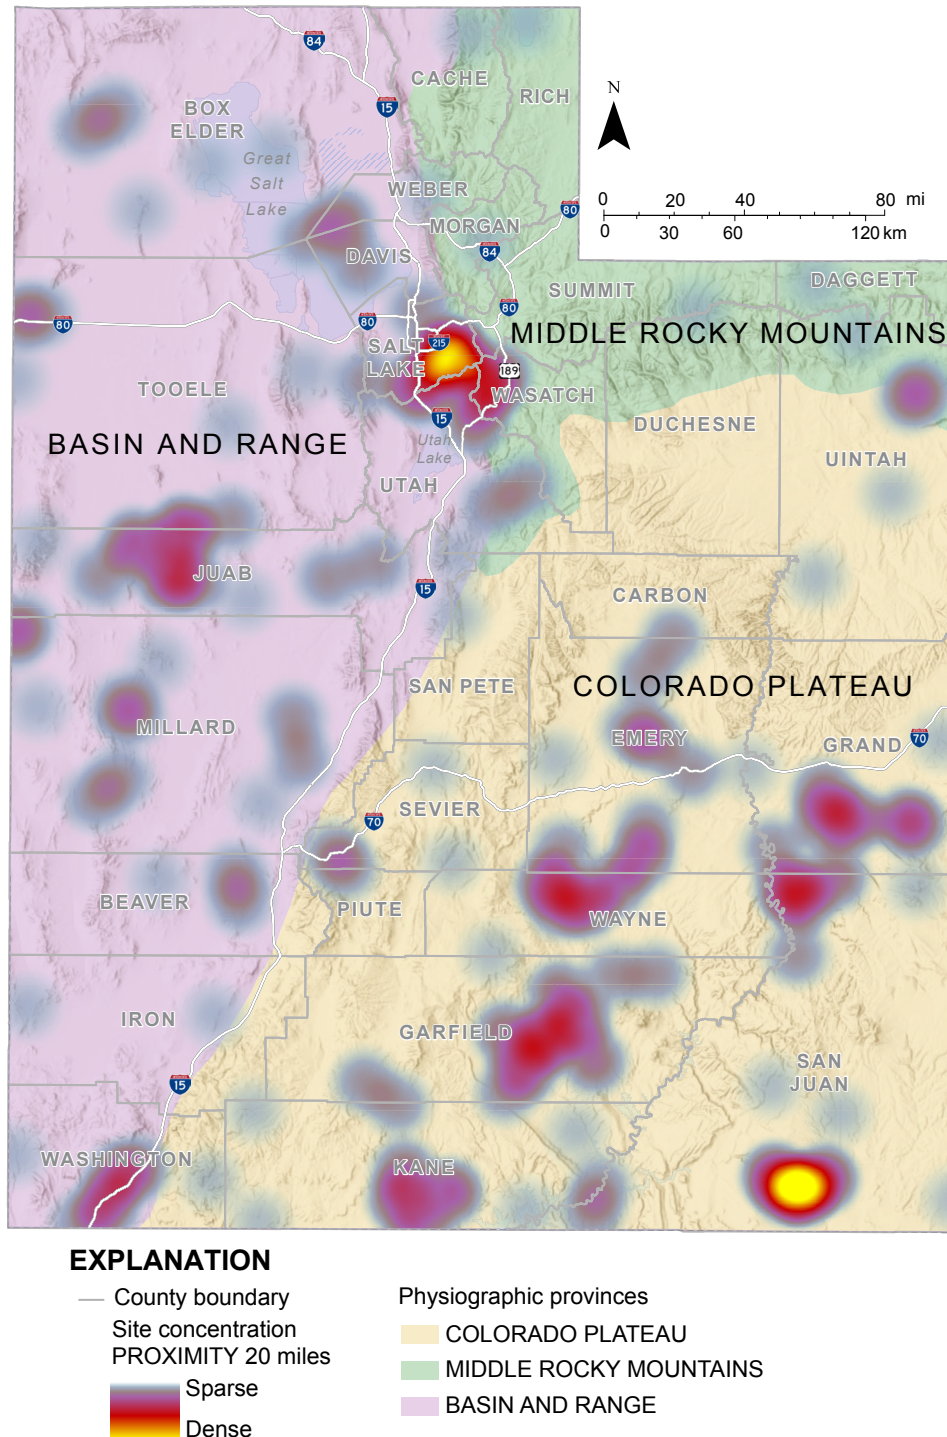 84
CACHE
RICH
N
BOX
ELDER
15
Great
Salt
Lake
WEBER
0 20 40 80 mi
0 30 60 120 km
80
MORGAN
84
DAVIS
SUMMIT
DAGGETT
80
80
80
215
MIDDLE ROCKY MOUNTAINS
SALT
LAKE
189
TOOELE
WASATCH
15
DUCHESNE
BASIN AND RANGE
Utah
Lake
UINTAH
UTAH
JUAB
15
CARBON
SAN PETE
COLORADO PLATEAU
MILLARD
EMERY
GRAND
70
SEVIER
70
BEAVER
PIUTE
WAYNE
IRON
GARFIELD
SAN
JUAN
15
WASHINGTON
KANE
EXPLANATION
County boundary
Site concentration
PROXIMITY 20 miles
Sparse
Dense
Physiographic provinces
COLORADO PLATEAU
MIDDLE ROCKY MOUNTAINS
BASIN AND RANGE